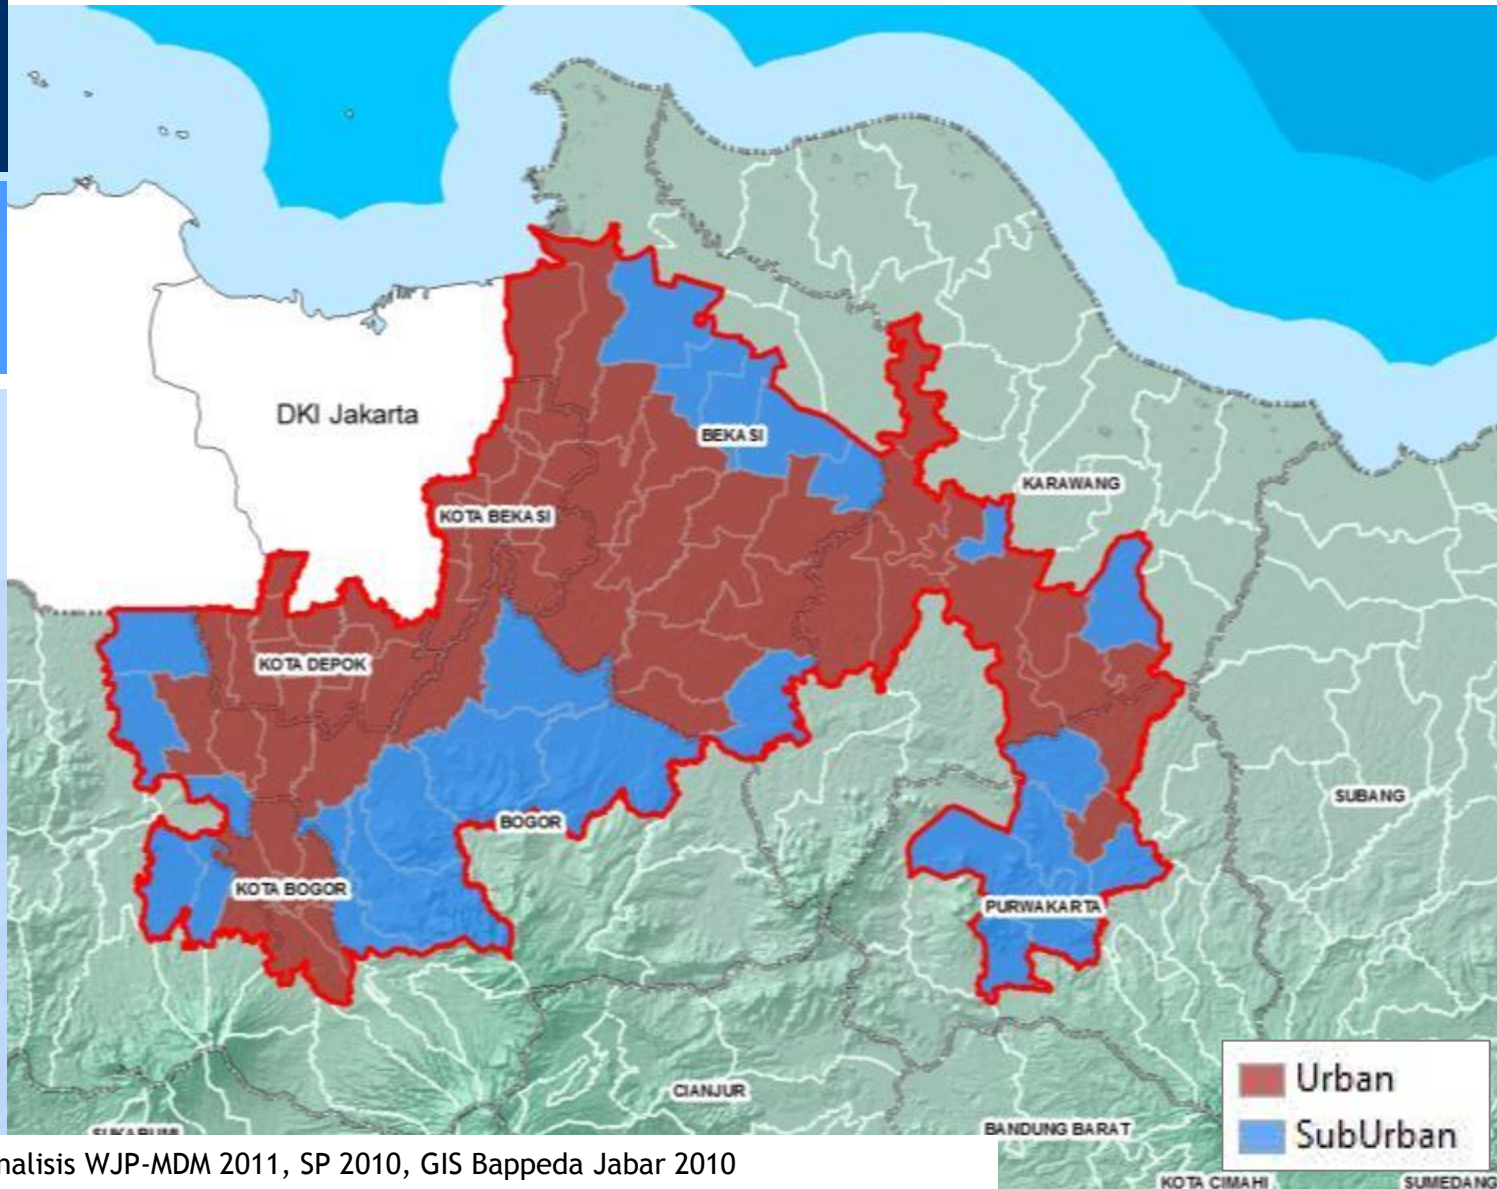 DKI Jakarta
BEKASI
KARAWANG
KOTA BEKASI
KOTA DEPOK
SUBANG
BOGOR
KOTA BOGOR
PURWAKARTA
CIANJUR
SUKABUMI
BANDUNG BARAT
KOTA CIMAHI
SUMEDANG
Urban
SubUrban
nalisis WJP-MDM 2011, SP 2010, GIS Bappeda Jabar 2010